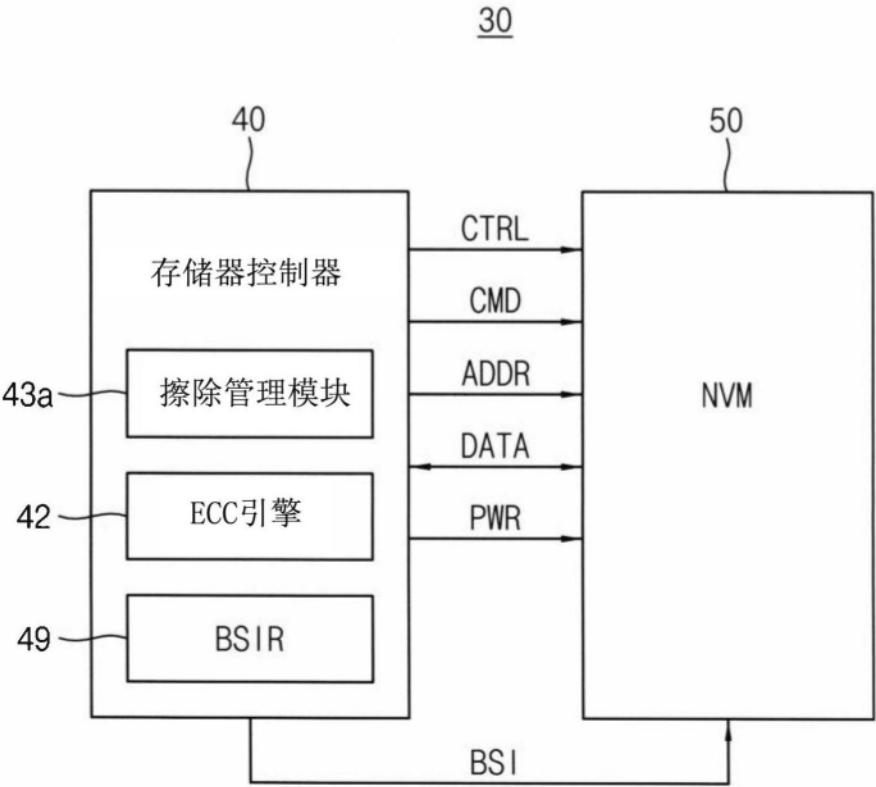 30
40
50
存储器控制器
CTRL
CMD
ADDR
DATA
PWR
NVM
43a
擦除管理模块
42
ECC引擎
49
BSIR
BSI